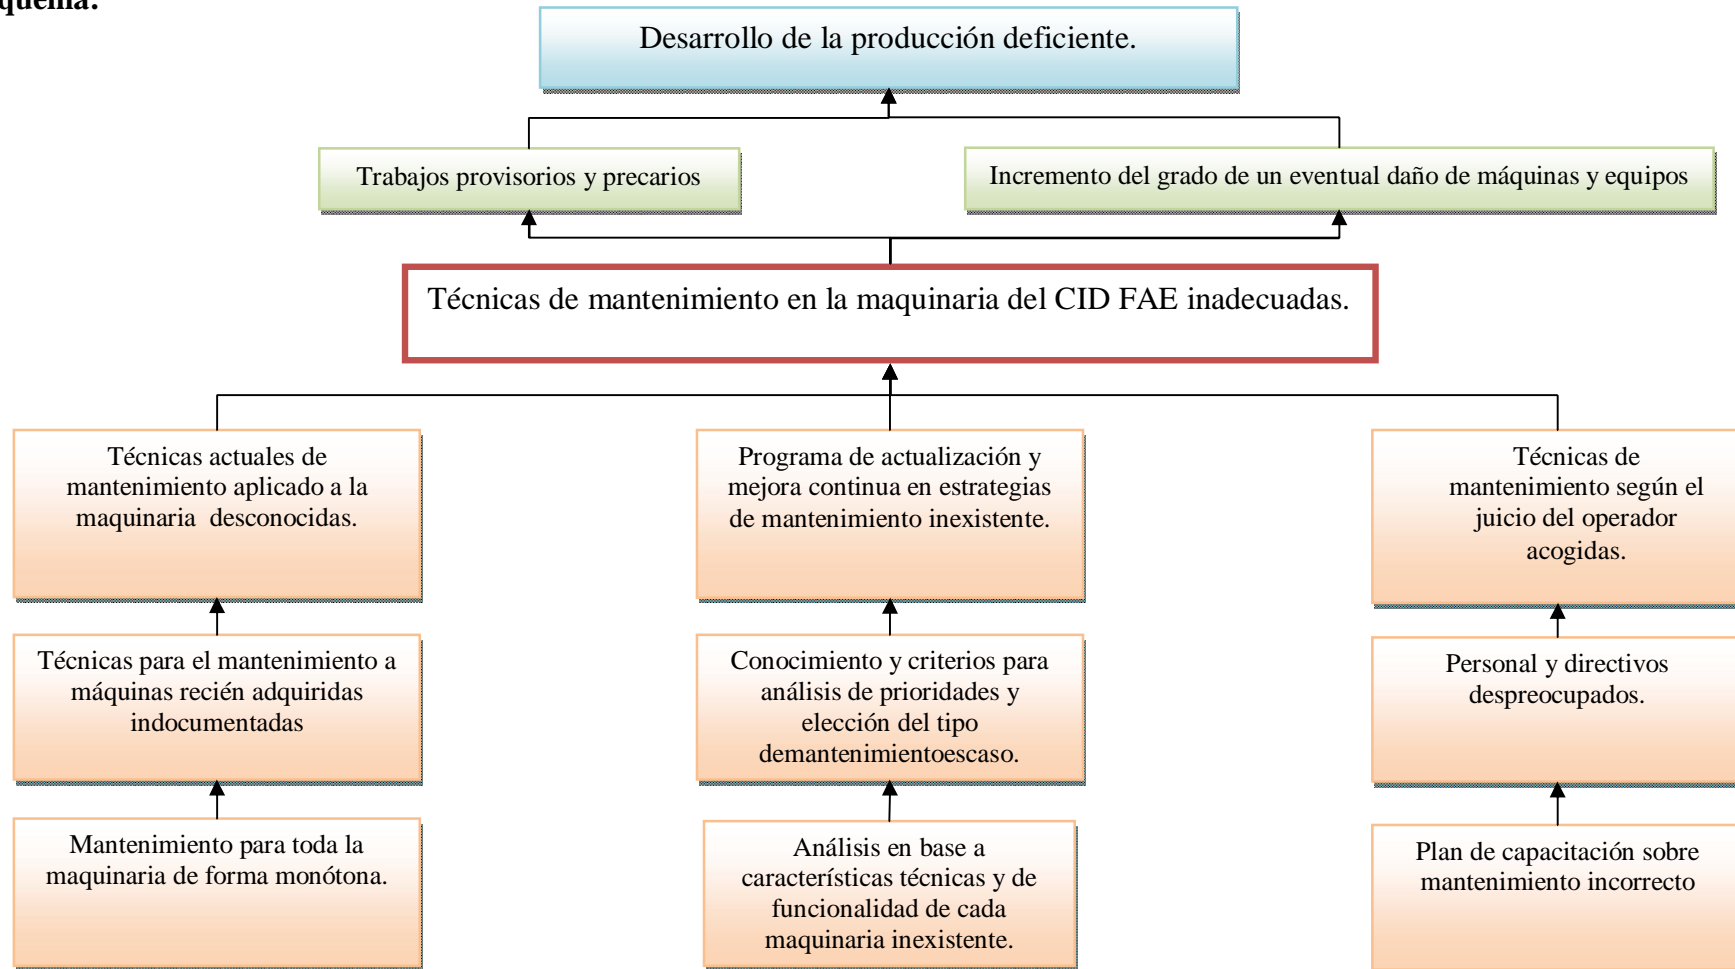 quema:
Desarrollo de la producción deficiente.
Trabajos provisorios y precarios
Incremento del grado de un eventual daño de máquinas y equipos
Técnicas de mantenimiento en la maquinaria del CID FAE inadecuadas.
Técnicas actuales de
mantenimiento aplicado a la
maquinaria desconocidas.
Programa de actualización y
mejora continua en estrategias
de mantenimiento inexistente.
Técnicas de
mantenimiento según el
juicio del operador
acogidas.
Técnicas para el mantenimiento a
máquinas recién adquiridas
indocumentadas
Conocimiento y criterios para
análisis de prioridades y
elección del tipo
demantenimientoescaso.
Personal y directivos
despreocupados.
Mantenimiento para toda la
maquinaria de forma monótona.
Análisis en base a
características técnicas y de
funcionalidad de cada
maquinaria inexistente.
Plan de capacitación sobre
mantenimiento incorrecto